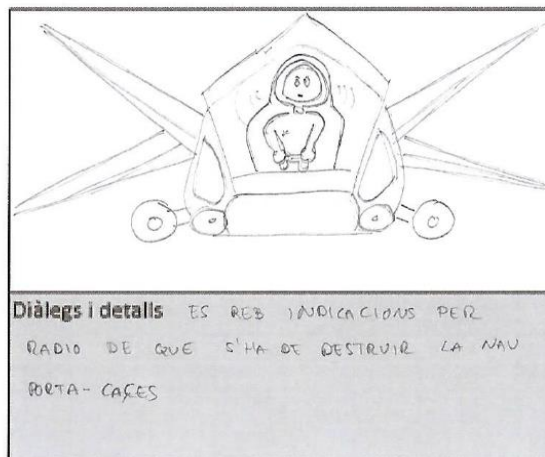 Diàlegs i detalls ES REB INDICACIONS PER
RADIO DE QUE S'HA DE DESTRUIR LA NAU
PORTA-CAÇES